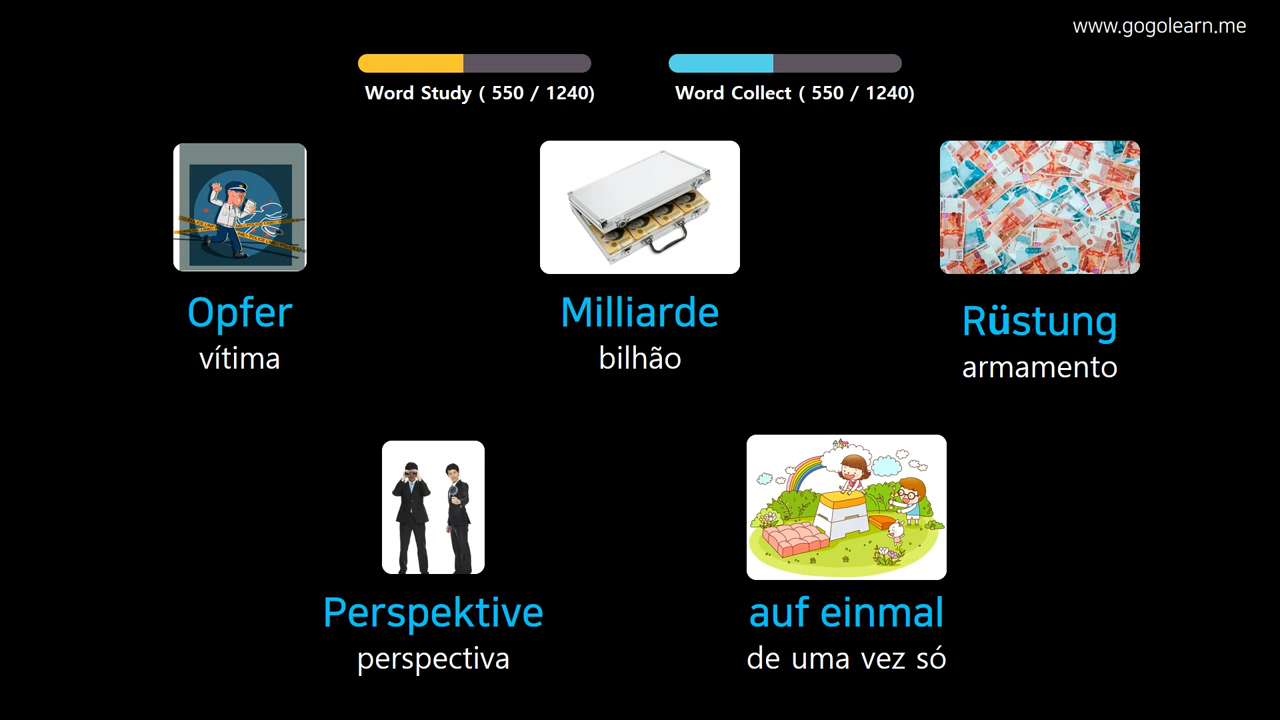 www.gogolearn.me
Word Study ( 550 / 1240)
Word Collect ( 550 / 1240)
Opfer
vítima
Milliarde
bilhão
Rüstung
armamento
Perspektive
perspectiva
auf einmal
de uma vez só